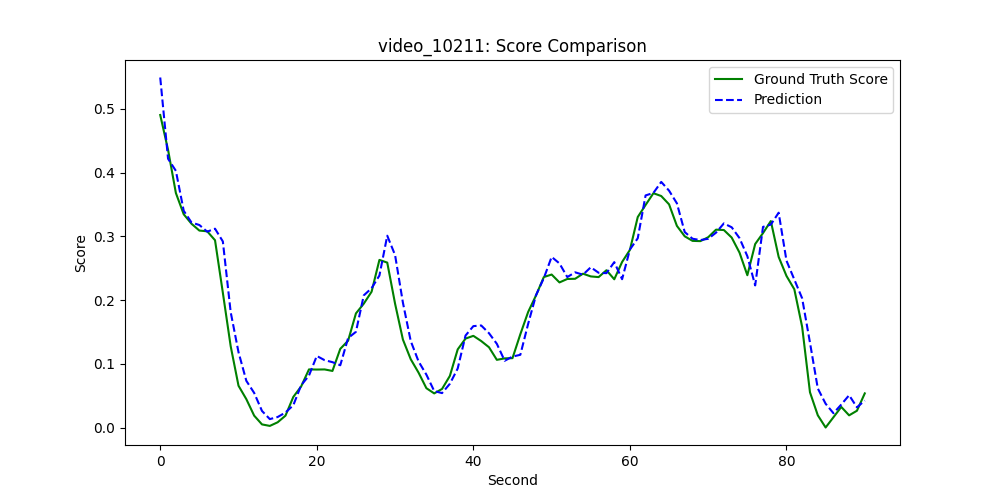 video_10211: Score Comparison
Ground Truth Score
Prediction
0.5
0.4
0.3
0.2
0.1
0.0
Score
0 20 40 60 80
Second